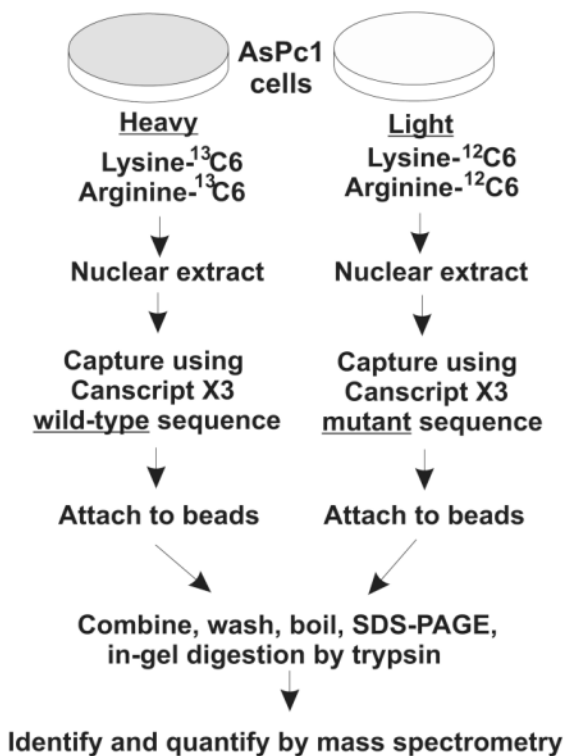 AsPc1
cells
Heavy
Lysine-¹³C6
Arginine-¹³C6
Light
Lysine-¹²C6
Arginine-¹²C6
Nuclear extract
Nuclear extract
Capture using
Canscript X3
wild-type sequence
Capture using
Canscript X3
mutant sequence
Attach to beads
Attach to beads
Combine, wash, boil, SDS-PAGE,
in-gel digestion by trypsin
Identify and quantify by mass spectrometry